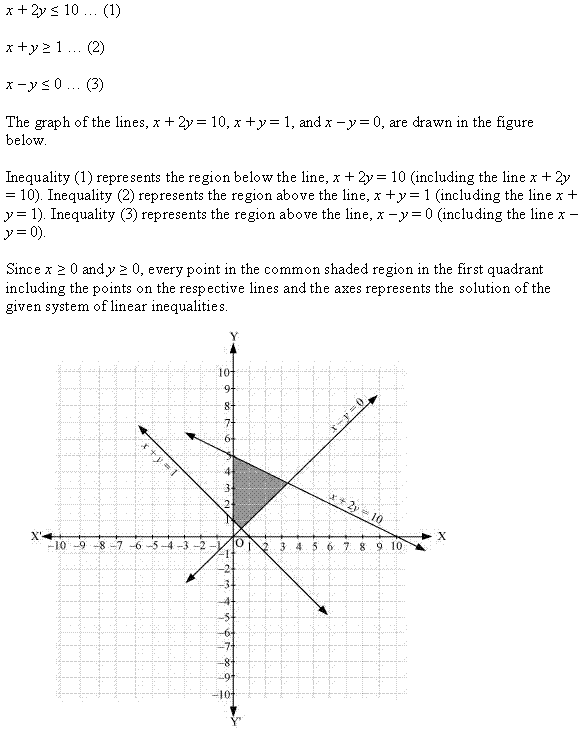 x + 2y ≤ 10 … (1)
x + y ≥ 1 … (2)
x – y ≤ 0 … (3)
The graph of the lines, x + 2y = 10, x + y = 1, and x – y = 0, are drawn in the figure
below.
Inequality (1) represents the region below the line, x + 2y = 10 (including the line x + 2y
= 10). Inequality (2) represents the region above the line, x + y = 1 (including the line x +
y = 1). Inequality (3) represents the region above the line, x – y = 0 (including the line x –
y = 0).
Since x ≥ 0 and y ≥ 0, every point in the common shaded region in the first quadrant
including the points on the respective lines and the axes represents the solution of the
given system of linear inequalities.
Y
10
9
8
7
6
5
4
3
2
1
x + y = 1
x – y = 0
x + 2y = 10
X'
–10 –9 –8 –7 –6 –5 –4 –3 –2 –1 O 1 2 3 4 5 6 7 8 9 10
X
–1
–2
–3
–4
–5
–6
–7
–8
–9
–10
Y'